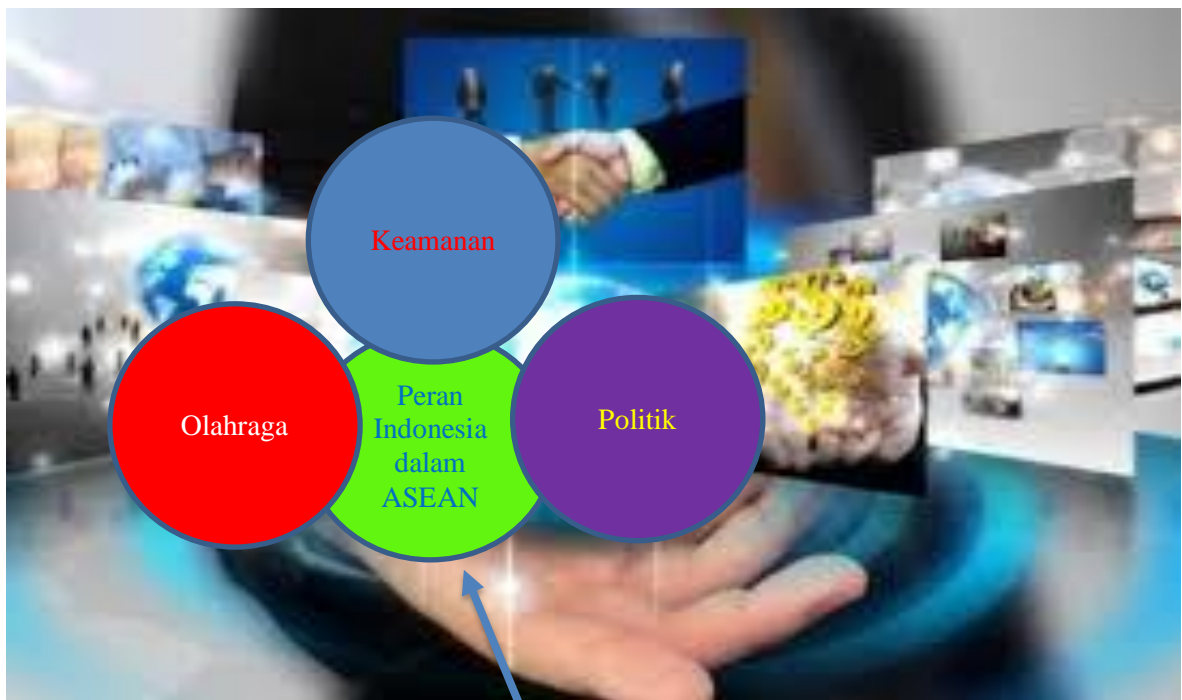 Keamanan
Olahraga
Peran
Indonesia
dalam
ASEAN
Politik